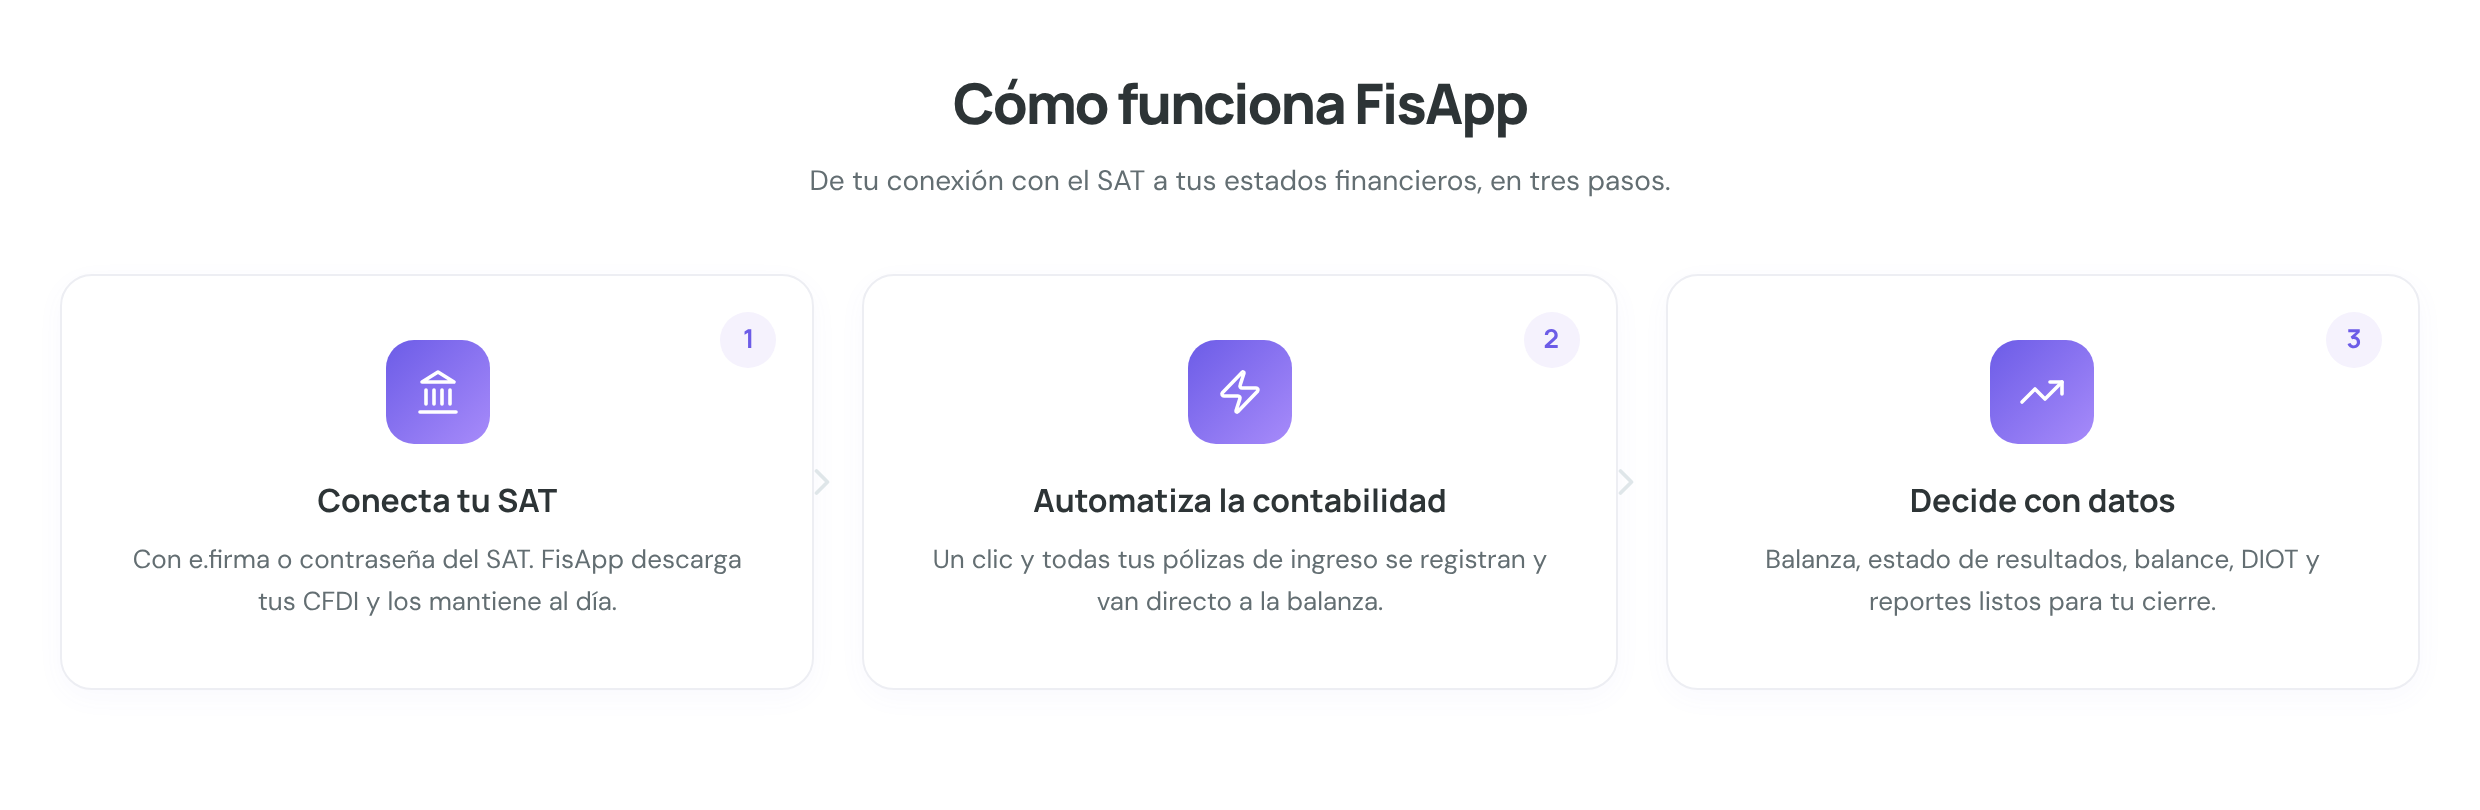 Cómo funciona FisApp
De tu conexión con el SAT a tus estados financieros, en tres pasos.
1
Conecta tu SAT
Con e.firma o contraseña del SAT. FisApp descarga
tus CFDI y los mantiene al día.
2
Automatiza la contabilidad
Un clic y todas tus pólizas de ingreso se registran y
van directo a la balanza.
3
Decide con datos
Balanza, estado de resultados, balance, DIOT y
reportes listos para tu cierre.